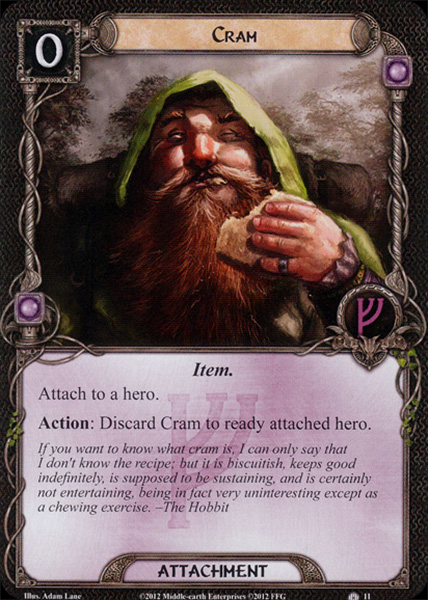 0
CRAM
Item.
Attach to a hero.
Action: Discard Cram to ready attached hero.
If you want to know what cram is, I can only say that
I don't know the recipe; but it is biscuitish, keeps good
indefinitely, is supposed to be sustaining, and is certainly
not entertaining, being in fact very uninteresting except as
a chewing exercise. –The Hobbit
ATTACHMENT
Illus. Adam Lane
©2012 Middle-earth Enterprises ©2012 FFG
11